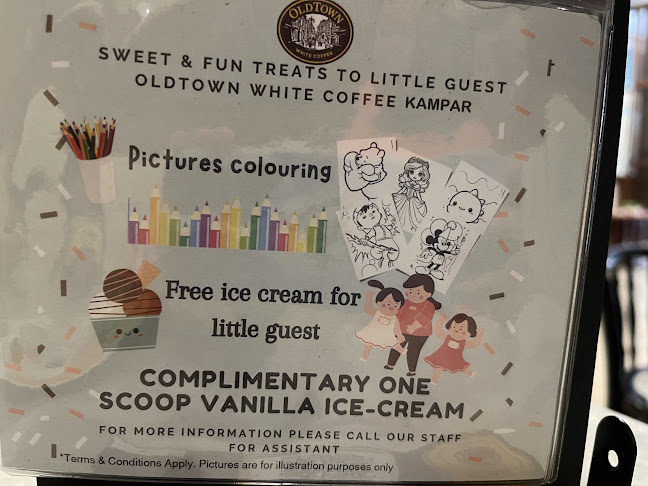 OLDTOWN
WHITE COFFEE
SWEET & FUN TREATS TO LITTLE GUEST
OLDTOWN WHITE COFFEE KAMPAR
Pictures colouring
Free ice cream for
little guest
COMPLIMENTARY ONE
SCOOP VANILLA ICE-CREAM
FOR MORE INFORMATION PLEASE CALL OUR STAFF
FOR ASSISTANT
*Terms & Conditions Apply. Pictures are for illustration purposes only